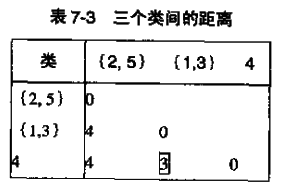 表 7-3 三个类间的距离
类 {2, 5} {1,3} 4
{2, 5} 0
{1,3} 4 0
4 4 3 0